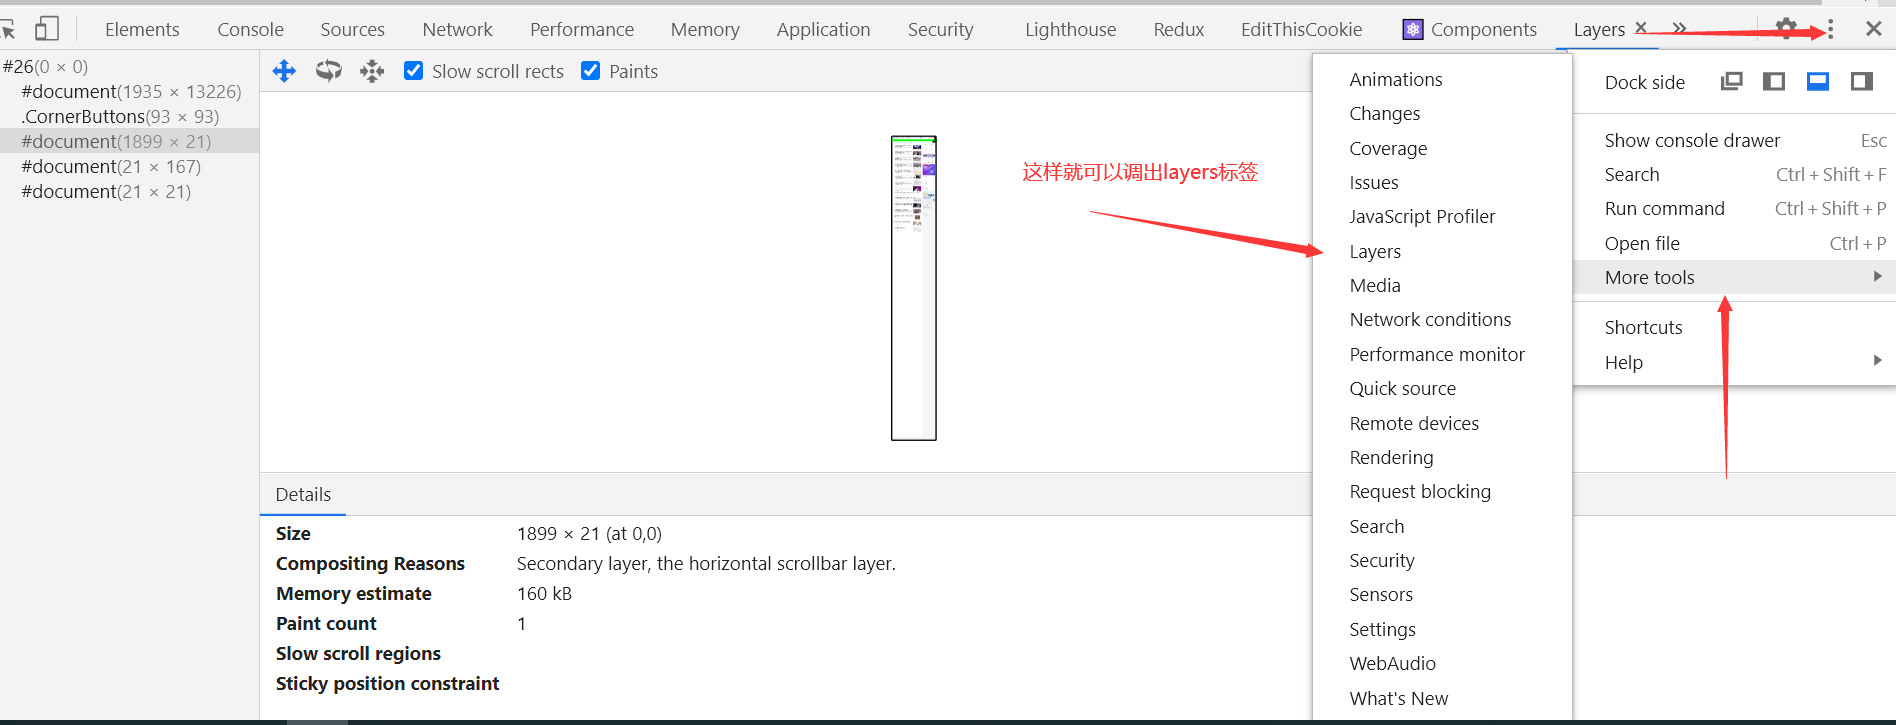 Elements Console Sources Network Performance Memory Application Security Lighthouse Redux EditThisCookie Components Layers
#26(0 × 0)
#document(1935 × 13226)
.CornerButtons(93 × 93)
#document(1899 × 21)
#document(21 × 167)
#document(21 × 21)
Slow scroll rects Paints
这样就可以调出layers标签
Details
Size 1899 × 21 (at 0,0)
Compositing Reasons Secondary layer, the horizontal scrollbar layer.
Memory estimate 160 kB
Paint count 1
Slow scroll regions
Sticky position constraint
Animations
Changes
Coverage
Issues
JavaScript Profiler
Layers
Media
Network conditions
Performance monitor
Quick source
Remote devices
Rendering
Request blocking
Search
Security
Sensors
Settings
WebAudio
What's New
Dock side
Show console drawer Esc
Search Ctrl + Shift + F
Run command Ctrl + Shift + P
Open file Ctrl + P
More tools
Shortcuts
Help